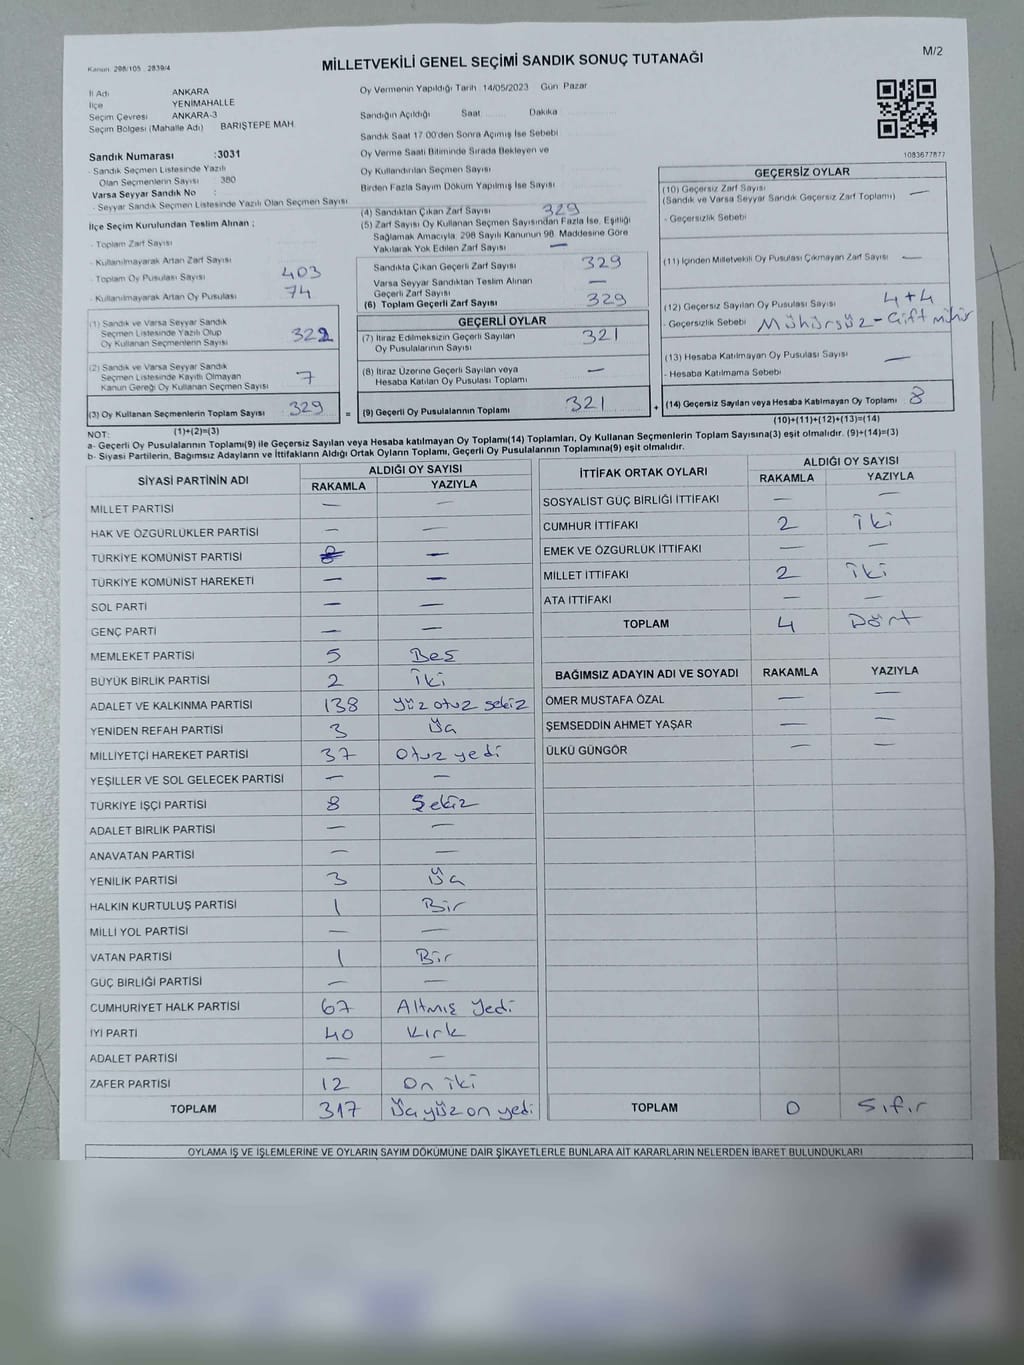 Kanun 298/105 . 2839/4
MİLLETVEKİLİ GENEL SEÇİMİ SANDIK SONUÇ TUTANAĞI
M/2
İl Adı ANKARA
İlçe YENİMAHALLE
Seçim Çevresi ANKARA-3
Seçim Bölgesi (Mahalle Adı) BARIŞTEPE MAH.
Sandık Numarası :3031
- Sandık Seçmen Listesinde Yazılı
Olan Seçmenlerin Sayısı 380
Varsa Seyyar Sandık No :
- Seyyar Sandık Seçmen Listesinde Yazılı Olan Seçmen Sayısı
İlçe Seçim Kurulundan Teslim Alınan ;
- Toplam Zarf Sayısı
- Kullanılmayarak Artan Zarf Sayısı
- Toplam Oy Pusulası Sayısı 403
- Kullanılmayarak Artan Oy Pusulası 74
(1) Sandık ve Varsa Seyyar Sandık
Seçmen Listesinde Yazılı Olup
Oy Kullanan Seçmenlerin Sayısı 322
(2) Sandık ve Varsa Seyyar Sandık
Seçmen Listesinde Kayıtlı Olmayan
Kanun Gereği Oy Kullanan Seçmen Sayısı 7
(3) Oy Kullanan Seçmenlerin Toplam Sayısı 329 =
(1)+(2)=(3)
Oy Vermenin Yapıldığı Tarih 14/05/2023 Gün Pazar
Sandığın Açıldığı Saat Dakika
Sandık Saat 17 00'den Sonra Açımış İse Sebebi
Oy Verme Saati Bitiminde Sırada Bekleyen ve
Oy Kullandırılan Seçmen Sayısı
Birden Fazla Sayım Döküm Yapılmış İse Sayısı
(4) Sandıktan Çıkan Zarf Sayısı 329
(5) Zarf Sayısı Oy Kullanan Seçmen Sayısından Fazla İse, Eşitliği
Sağlamak Amacıyla, 298 Sayılı Kanunun 98. Maddesine Göre
Yakılarak Yok Edilen Zarf Sayısı —
Sandıkta Çıkan Geçerli Zarf Sayısı 329
Varsa Seyyar Sandıktan Teslim Alınan
Geçerli Zarf Sayısı —
(6) Toplam Geçerli Zarf Sayısı 329
GEÇERLİ OYLAR
(7) İtiraz Edilmeksizin Geçerli Sayılan
Oy Pusulalarının Sayısı 321
(8) İtiraz Üzerine Geçerli Sayılan veya
Hesaba Katılan Oy Pusulası Toplamı —
(9) Geçerli Oy Pusulalarının Toplamı 321 +
1083677877
GEÇERSİZ OYLAR
(10) Geçersiz Zarf Sayısı
(Sandık ve Varsa Seyyar Sandık Geçersiz Zarf Toplamı) —
- Geçersizlik Sebebi
(11) İçinden Milletvekili Oy Pusulası Çıkmayan Zarf Sayısı —
(12) Geçersiz Sayılan Oy Pusulası Sayısı 4+4
- Geçersizlik Sebebi Mühürsüz - Çift mühür
(13) Hesaba Katılmayan Oy Pusulası Sayısı —
- Hesaba Katılmama Sebebi
(14) Geçersiz Sayılan veya Hesaba Katılmayan Oy Toplamı 8
(10)+(11)+(12)+(13)=(14)
NOT:
a- Geçerli Oy Pusulalarının Toplamı(9) ile Geçersiz Sayılan veya Hesaba katılmayan Oy Toplamı(14) Toplamları, Oy Kullanan Seçmenlerin Toplam Sayısına(3) eşit olmalıdır. (9)+(14)=(3)
b- Siyasi Partilerin, Bağımsız Adayların ve İttifakların Aldığı Ortak Oyların Toplamı, Geçerli Oy Pusulalarının Toplamına(9) eşit olmalıdır.
SİYASİ PARTİNİN ADI ALDIĞI OY SAYISI
RAKAMLA YAZIYLA
MİLLET PARTİSİ — —
HAK VE ÖZGÜRLÜKLER PARTİSİ — —
TÜRKİYE KOMÜNİST PARTİSİ —
TÜRKİYE KOMÜNİST HAREKETİ — —
SOL PARTİ — —
GENÇ PARTİ — —
MEMLEKET PARTİSİ 5 Beş
BÜYÜK BİRLİK PARTİSİ 2 iki
ADALET VE KALKINMA PARTİSİ 138 yüz otuz sekiz
YENİDEN REFAH PARTİSİ 3 Üç
MİLLİYETÇİ HAREKET PARTİSİ 37 Otuz yedi
YEŞİLLER VE SOL GELECEK PARTİSİ — —
TÜRKİYE İŞÇİ PARTİSİ 8 Sekiz
ADALET BİRLİK PARTİSİ — —
ANAVATAN PARTİSİ — —
YENİLİK PARTİSİ 3 Üç
HALKIN KURTULUŞ PARTİSİ 1 Bir
MİLLİ YOL PARTİSİ — —
VATAN PARTİSİ 1 Bir
GÜÇ BİRLİĞİ PARTİSİ — —
CUMHURİYET HALK PARTİSİ 67 Altmış Yedi
İYİ PARTİ 40 Kırk
ADALET PARTİSİ — —
ZAFER PARTİSİ 12 On iki
TOPLAM 317 Üçyüz on yedi
İTTİFAK ORTAK OYLARI ALDIĞI OY SAYISI
RAKAMLA YAZIYLA
SOSYALİST GÜÇ BİRLİĞİ İTTİFAKI — —
CUMHUR İTTİFAKI 2 iki
EMEK VE ÖZGÜRLÜK İTTİFAKI — —
MİLLET İTTİFAKI 2 iki
ATA İTTİFAKI — —
TOPLAM 4 Dört
BAĞIMSIZ ADAYIN ADI VE SOYADI RAKAMLA YAZIYLA
ÖMER MUSTAFA ÖZAL — —
ŞEMSEDDİN AHMET YAŞAR — —
ÜLKÜ GÜNGÖR — —
TOPLAM 0 Sıfır
OYLAMA İŞ VE İŞLEMLERİNE VE OYLARIN SAYIM DÖKÜMÜNE DAİR ŞİKAYETLERLE BUNLARA AİT KARARLARIN NELERDEN İBARET BULUNDUKLARI